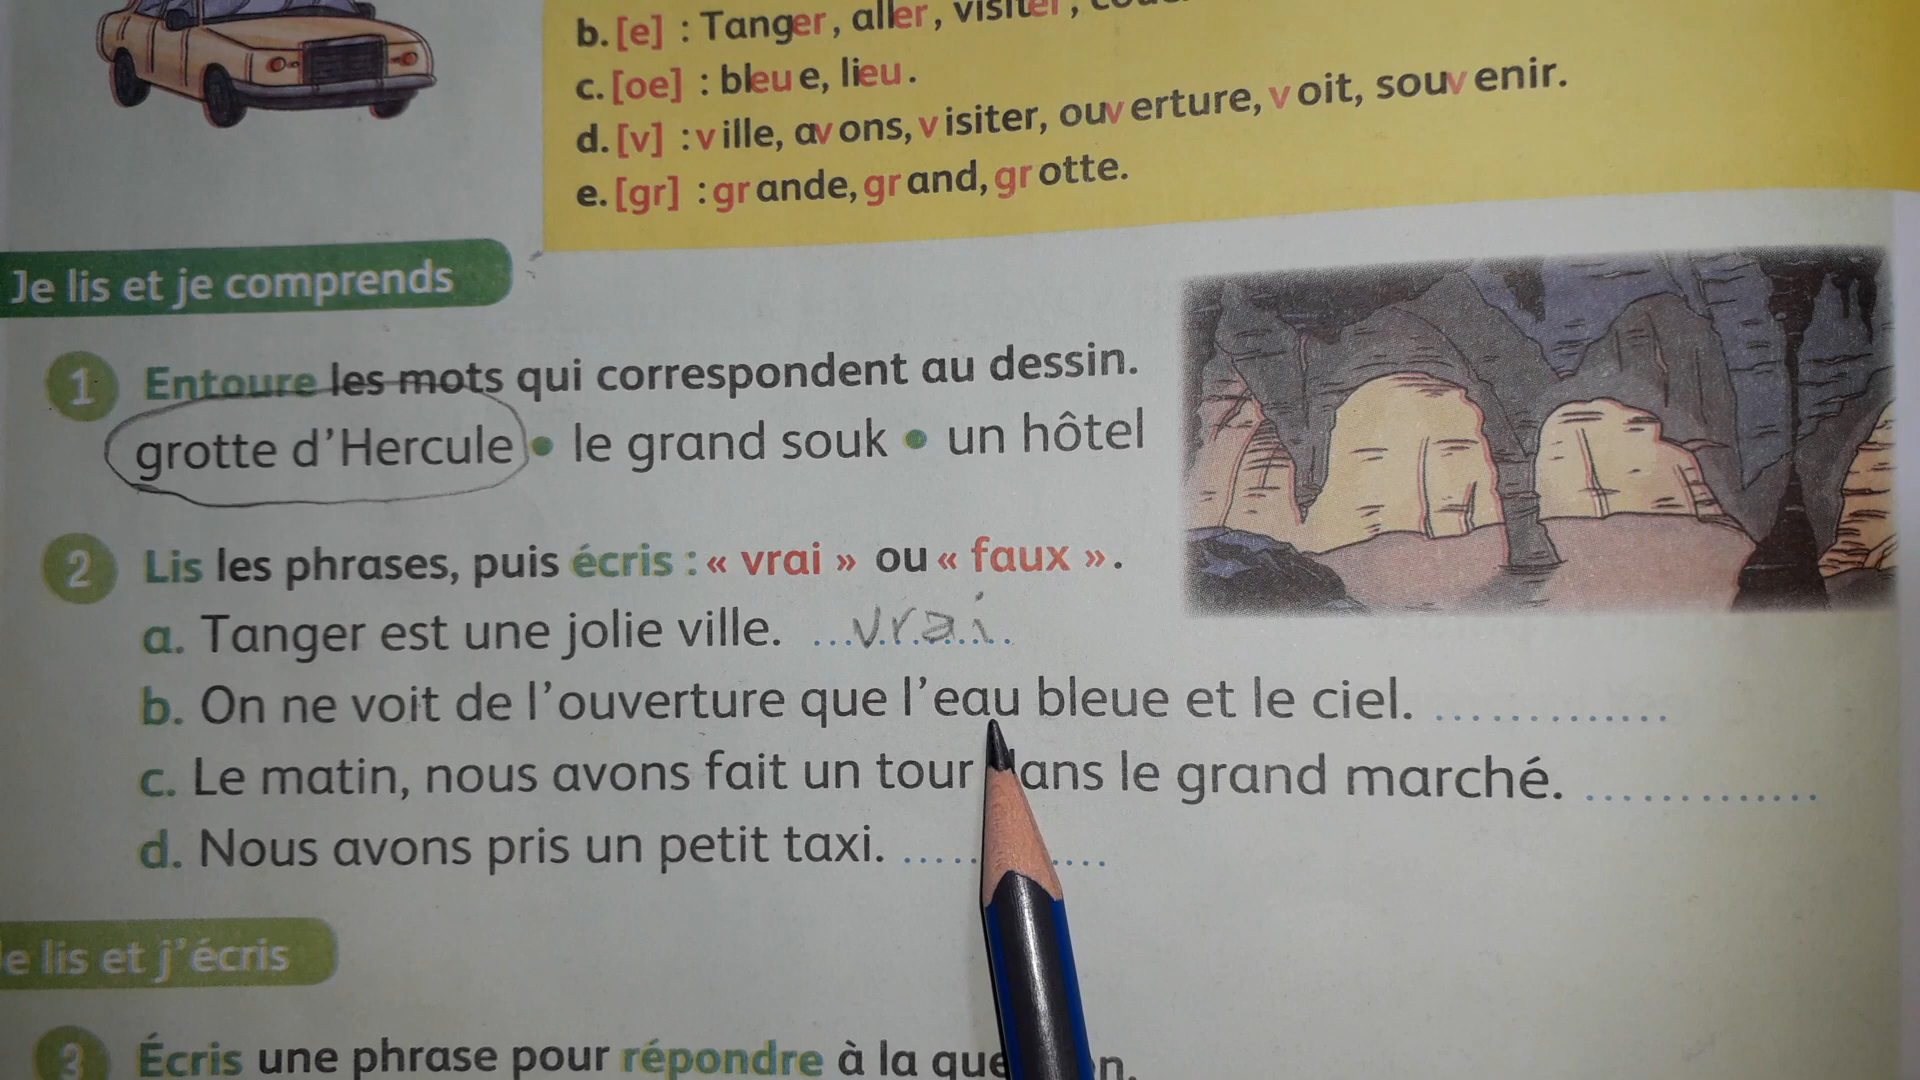 b. [e] : Tanger, aller, visiter,
c. [oe] : bleue, lieu.
d. [v] : ville, avons, visiter, ouverture, voit, souvenir.
e. [gr] : grande, grand, grotte.
Je lis et je comprends
1 Entoure les mots qui correspondent au dessin.
grotte d'Hercule • le grand souk • un hôtel
2 Lis les phrases, puis écris : « vrai » ou « faux ».
a. Tanger est une jolie ville. ...vrai...
b. On ne voit de l'ouverture que l'eau bleue et le ciel. .............
c. Le matin, nous avons fait un tour dans le grand marché. .............
d. Nous avons pris un petit taxi. .............
Je lis et j'écris
3 Écris une phrase pour répondre à la